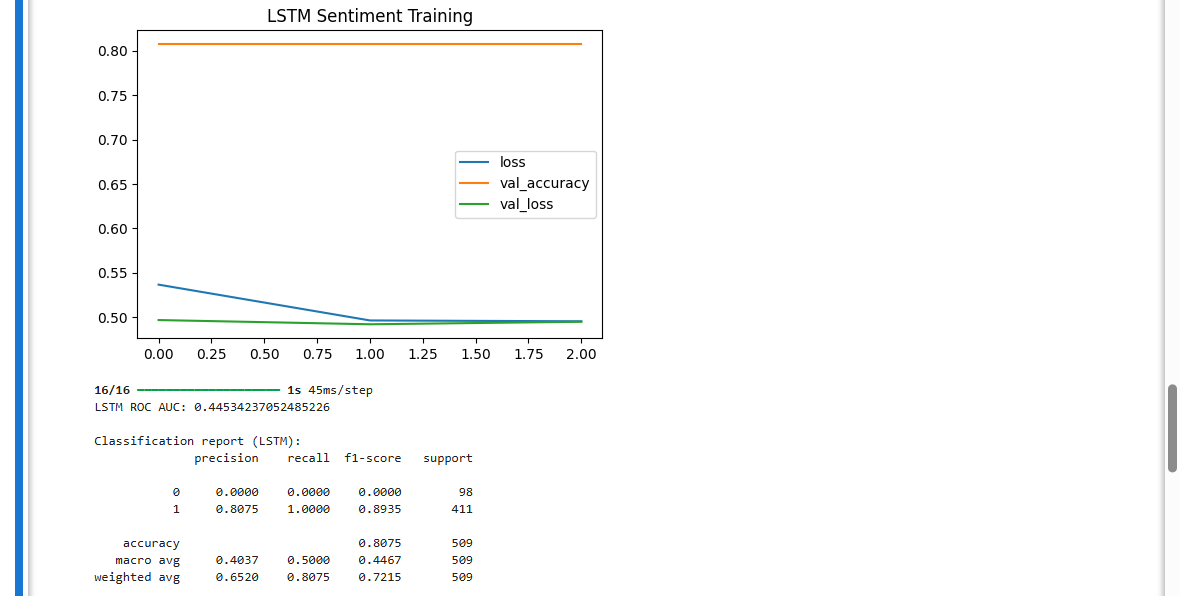 LSTM Sentiment Training
0.80
0.75
0.70
0.65
0.60
0.55
0.50
loss
val_accuracy
val_loss
0.00 0.25 0.50 0.75 1.00 1.25 1.50 1.75 2.00
16/16 1s 45ms/step
LSTM ROC AUC: 0.44534237052485226
Classification report (LSTM):
precision recall f1-score support
0 0.0000 0.0000 0.0000 98
1 0.8075 1.0000 0.8935 411
accuracy 0.8075 509
macro avg 0.4037 0.5000 0.4467 509
weighted avg 0.6520 0.8075 0.7215 509